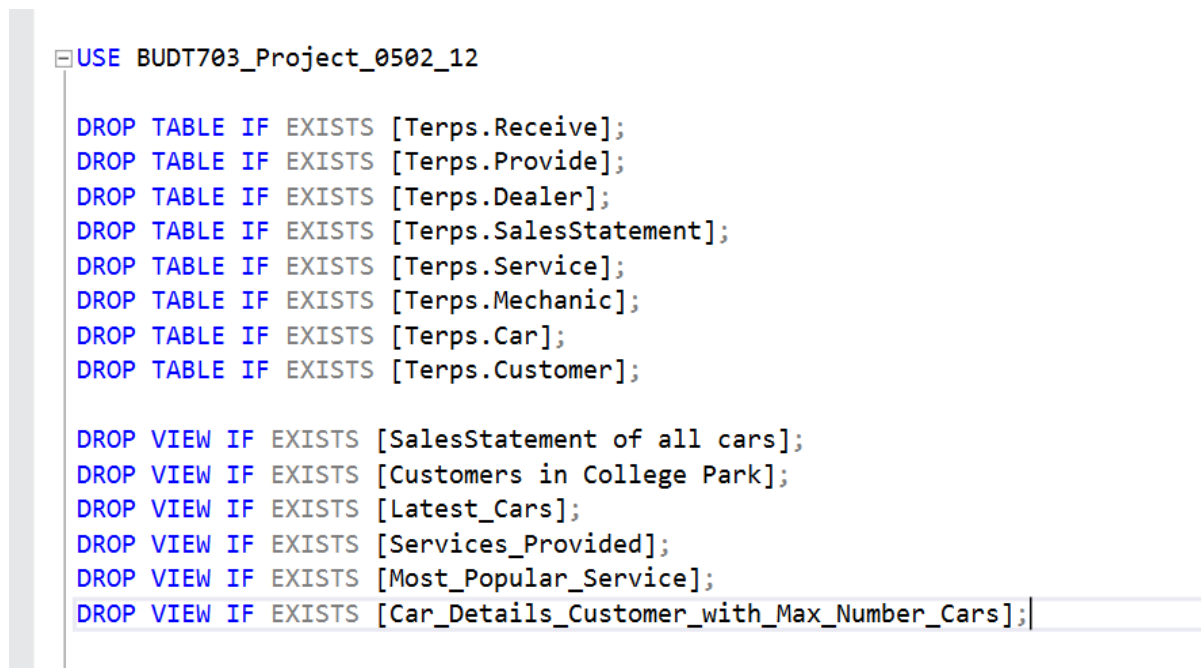 USE BUDT703_Project_0502_12
DROP TABLE IF EXISTS [Terps.Receive];
DROP TABLE IF EXISTS [Terps.Provide];
DROP TABLE IF EXISTS [Terps.Dealer];
DROP TABLE IF EXISTS [Terps.SalesStatement];
DROP TABLE IF EXISTS [Terps.Service];
DROP TABLE IF EXISTS [Terps.Mechanic];
DROP TABLE IF EXISTS [Terps.Car];
DROP TABLE IF EXISTS [Terps.Customer];
DROP VIEW IF EXISTS [SalesStatement of all cars];
DROP VIEW IF EXISTS [Customers in College Park];
DROP VIEW IF EXISTS [Latest_Cars];
DROP VIEW IF EXISTS [Services_Provided];
DROP VIEW IF EXISTS [Most_Popular_Service];
DROP VIEW IF EXISTS [Car_Details_Customer_with_Max_Number_Cars];